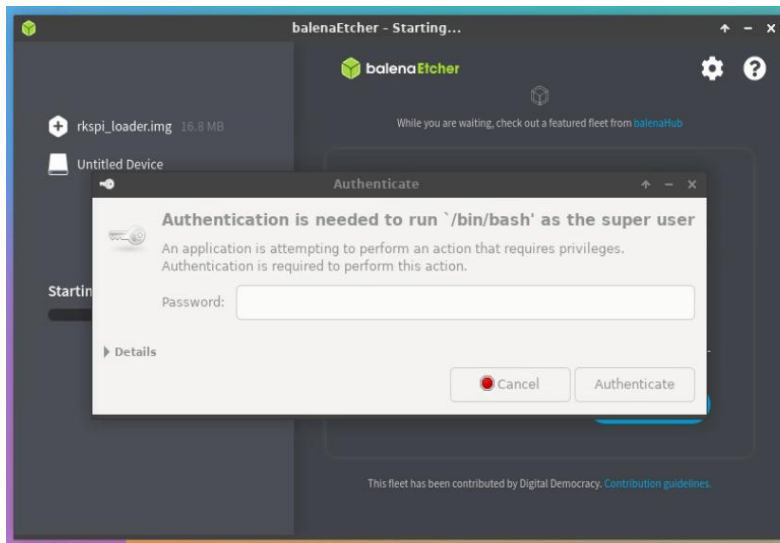 balenaEtcher - Starting...
balenaEtcher
rkspi_loader.img 16.8 MB
While you are waiting, check out a featured fleet from balenaHub
Untitled Device
Authenticate
Authentication is needed to run `/bin/bash' as the super user
An application is attempting to perform an action that requires privileges.
Authentication is required to perform this action.
Startin
Password:
Details
Cancel
Authenticate
This fleet has been contributed by Digital Democracy. Contribution guidelines.